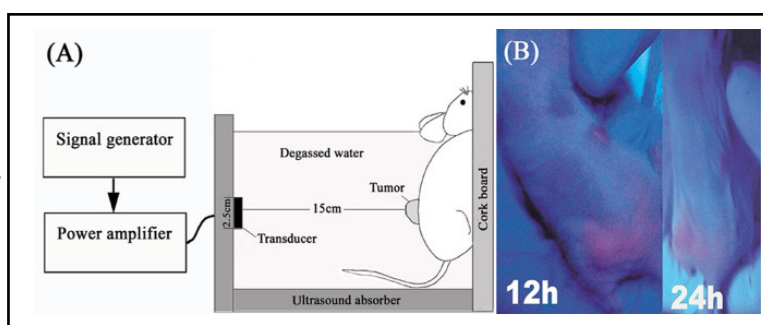 (A)
Signal generator
Power amplifier
2.5cm
Degassed water
Tumor
15cm
Transducer
Cork board
Ultrasound absorber
(B)
12h
24h